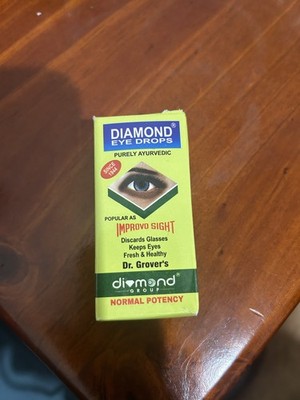 DIAMOND®
EYE DROPS
PURELY AYURVEDIC
SINCE
POPULAR AS
IMPROVO SIGHT
Discards Glasses
Keeps Eyes
Fresh & Healthy
Dr. Grover's
diamond
GROUP
NORMAL POTENCY